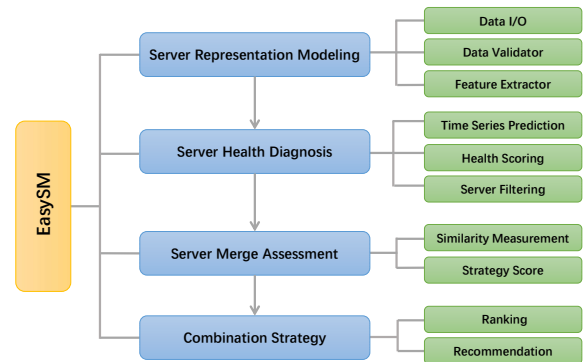 EasySM
Server Representation Modeling
Data I/O
Data Validator
Feature Extractor
Server Health Diagnosis
Time Series Prediction
Health Scoring
Server Filtering
Server Merge Assessment
Similarity Measurement
Strategy Score
Combination Strategy
Ranking
Recommendation